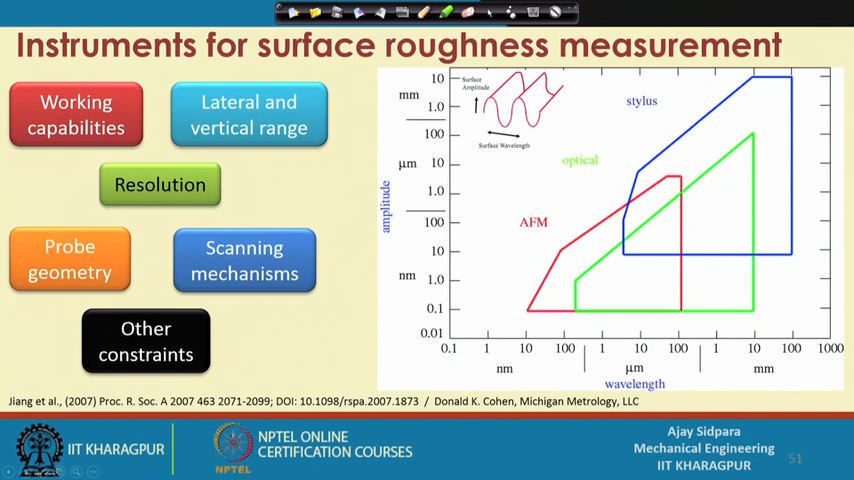 Instruments for surface roughness measurement
Working
capabilities
Lateral and
vertical range
Resolution
Probe
geometry
Scanning
mechanisms
Other
constraints
Surface
Amplitude
Surface Wavelength
stylus
optical
AFM
amplitude
mm
μm
nm
10
1.0
100
10
1.0
100
10
1.0
0.1
0.01
0.1 1 10 100 1 10 100 1 10 100 1000
nm μm mm
wavelength
Jiang et al., (2007) Proc. R. Soc. A 2007 463 2071-2099; DOI: 10.1098/rspa.2007.1873 / Donald K. Cohen, Michigan Metrology, LLC
IIT KHARAGPUR
NPTEL
NPTEL ONLINE
CERTIFICATION COURSES
Ajay Sidpara
Mechanical Engineering
IIT KHARAGPUR
51